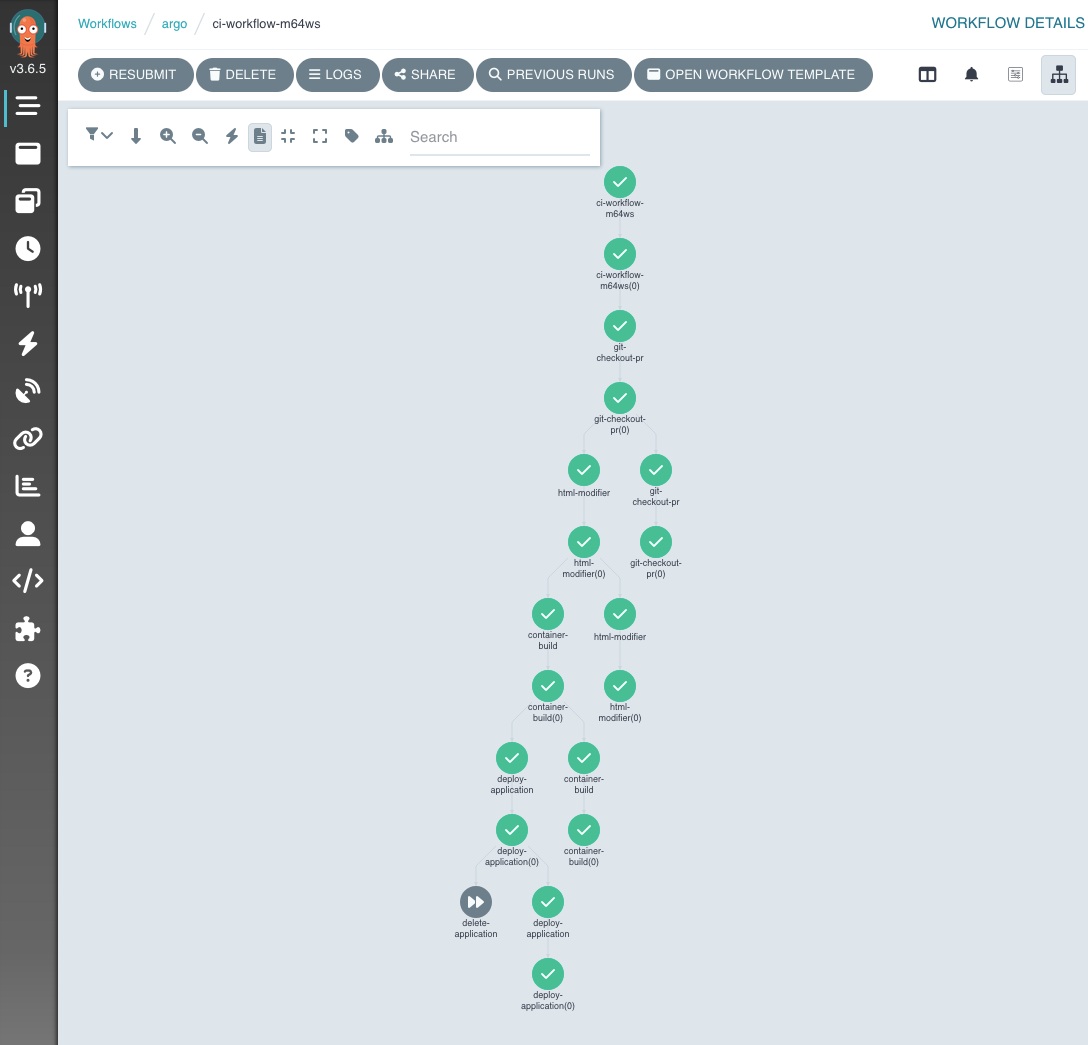 Workflows / argo / ci-workflow-m64ws
WORKFLOW DETAILS
v3.6.5
RESUBMIT
DELETE
LOGS
SHARE
PREVIOUS RUNS
OPEN WORKFLOW TEMPLATE
Search
ci-workflow-
m64ws
ci-workflow-
m64ws(0)
git-
checkout-pr
git-checkout-
pr(0)
html-modifier
git-
checkout-pr
html-
modifier(0)
git-checkout-
pr(0)
container-
build
html-modifier
container-
build(0)
html-
modifier(0)
deploy-
application
container-
build
deploy-
application(0)
container-
build(0)
delete-
application
deploy-
application
deploy-
application(0)